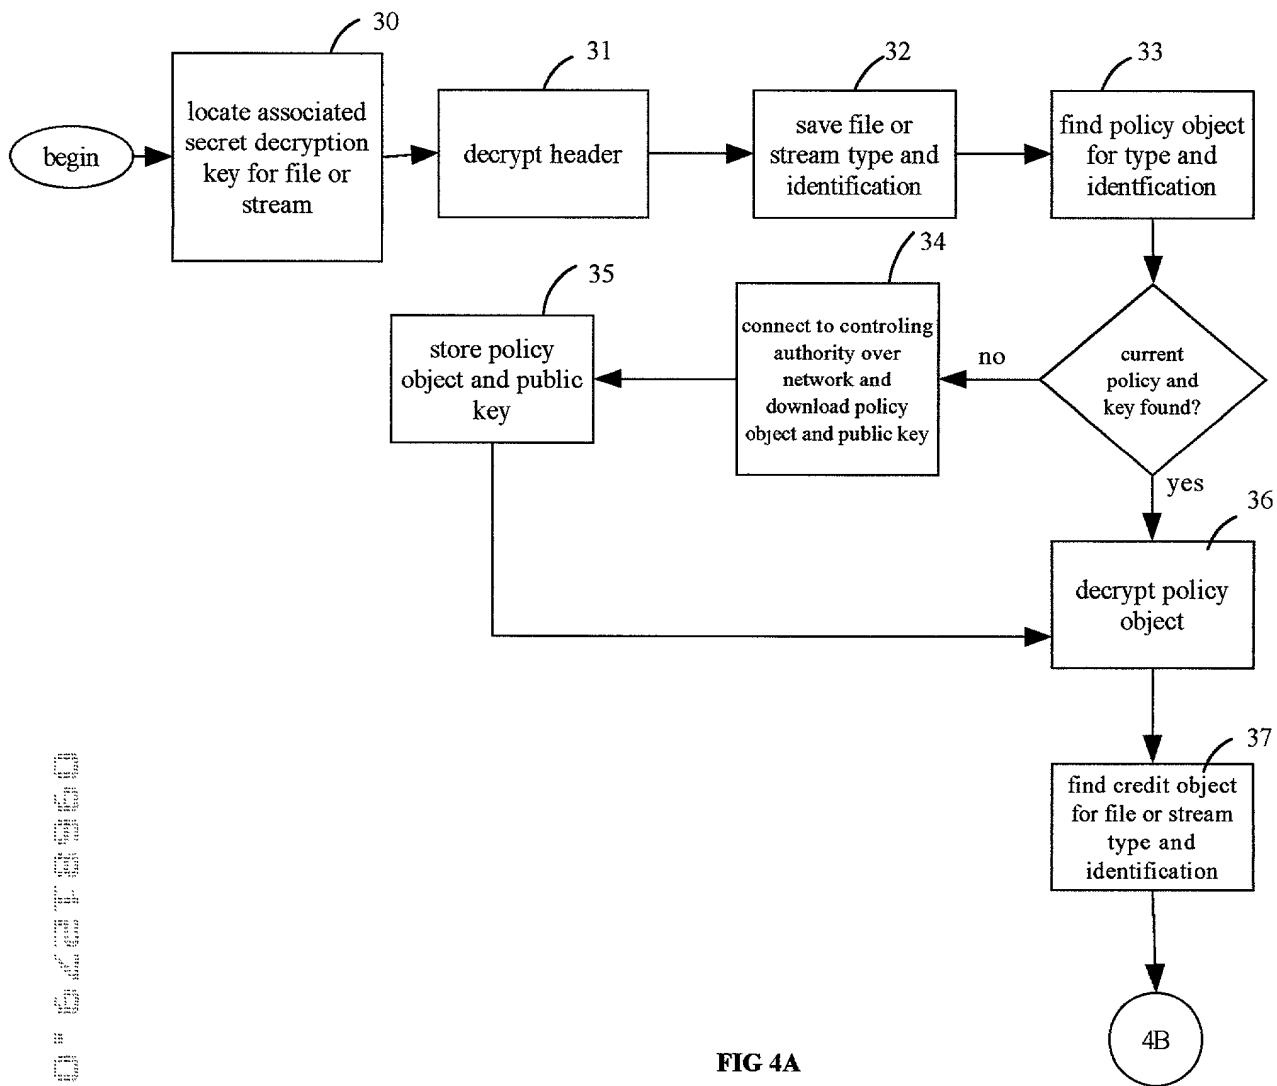 30
31
32
33
begin
locate associated
secret decryption
key for file or
stream
decrypt header
save file or
stream type and
identification
find policy object
for type and
identfication
34
35
connect to controling
authority over
network and
download policy
object and public key
store policy
object and public
key
no
current
policy and
key found?
yes
36
decrypt policy
object
37
find credit object
for file or stream
type and
identification
4B
FIG 4A